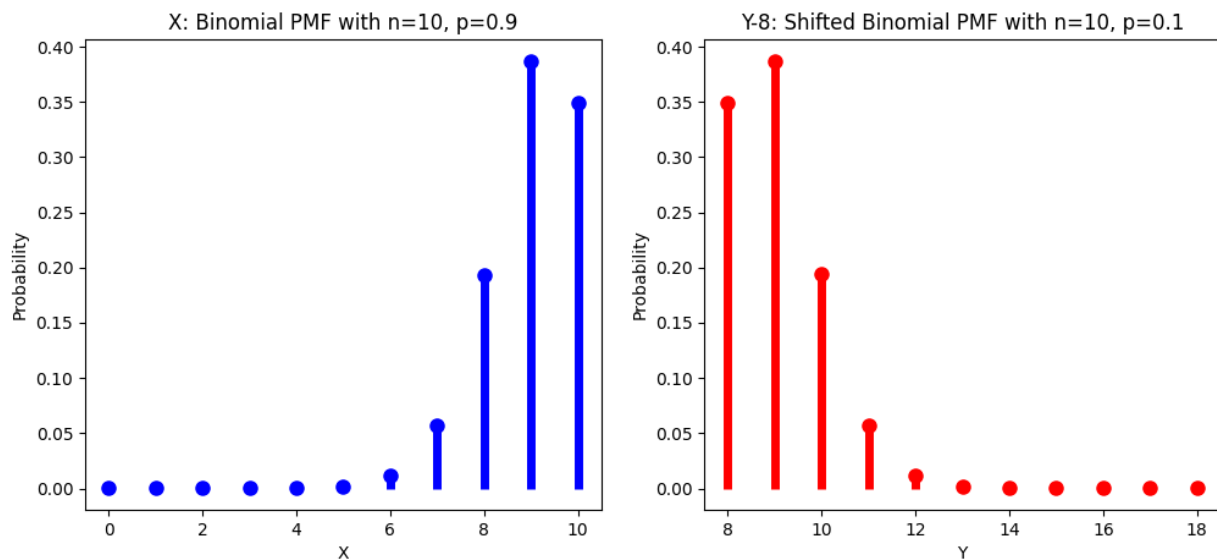 X: Binomial PMF with n=10, p=0.9
0.40
0.35
0.30
0.25
0.20
0.15
0.10
0.05
0.00
Probability
0 2 4 6 8 10
X
Y-8: Shifted Binomial PMF with n=10, p=0.1
0.40
0.35
0.30
0.25
0.20
0.15
0.10
0.05
0.00
Probability
8 10 12 14 16 18
Y